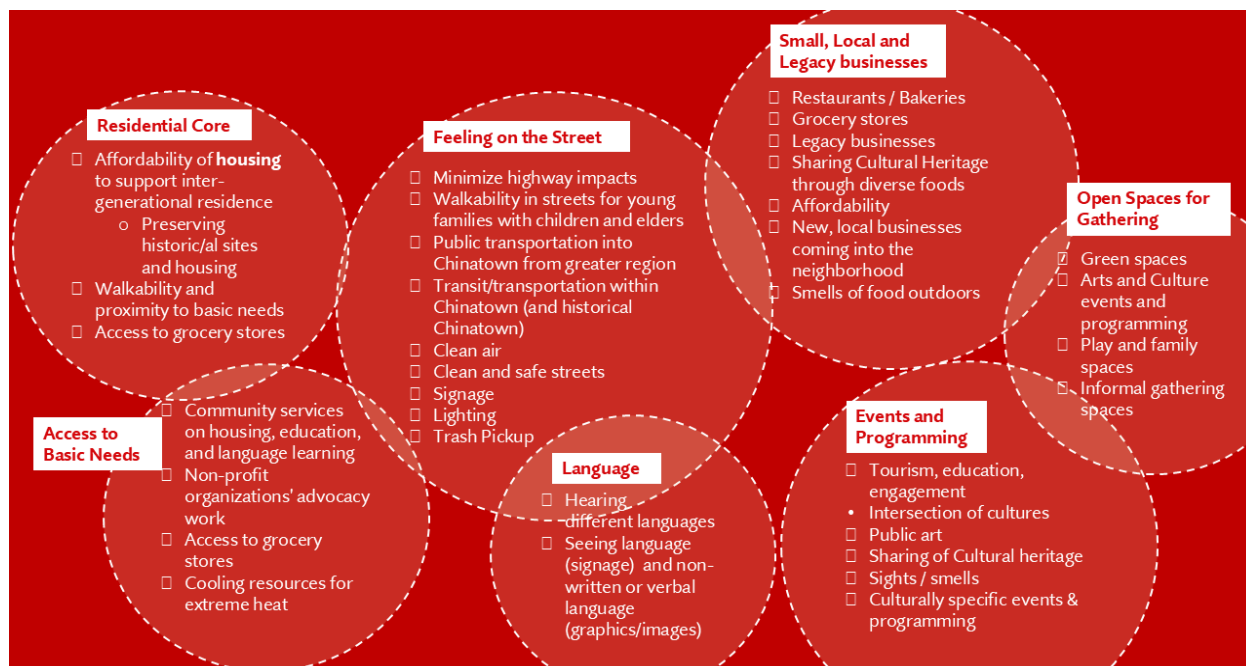 Residential Core
Affordability of housing
to support inter-
generational residence
o Preserving
historic/al sites
and housing
Walkability and
proximity to basic needs
Access to grocery stores
Feeling on the Street
Minimize highway impacts
Walkability in streets for young
families with children and elders
Public transportation into
Chinatown from greater region
Transit/transportation within
Chinatown (and historical
Chinatown)
Clean air
Clean and safe streets
Signage
Lighting
Trash Pickup
Small, Local and
Legacy businesses
Restaurants / Bakeries
Grocery stores
Legacy businesses
Sharing Cultural Heritage
through diverse foods
Affordability
New, local businesses
coming into the
neighborhood
Smells of food outdoors
Open Spaces for
Gathering
Green spaces
Arts and Culture
events and
programming
Play and family
spaces
Informal gathering
spaces
Access to
Basic Needs
Community services
on housing, education,
and language learning
Non-profit
organizations' advocacy
work
Access to grocery
stores
Cooling resources for
extreme heat
Language
Hearing
different languages
Seeing language
(signage) and non-
written or verbal
language
(graphics/images)
Events and
Programming
Tourism, education,
engagement
• Intersection of cultures
Public art
Sharing of Cultural heritage
Sights / smells
Culturally specific events &
programming